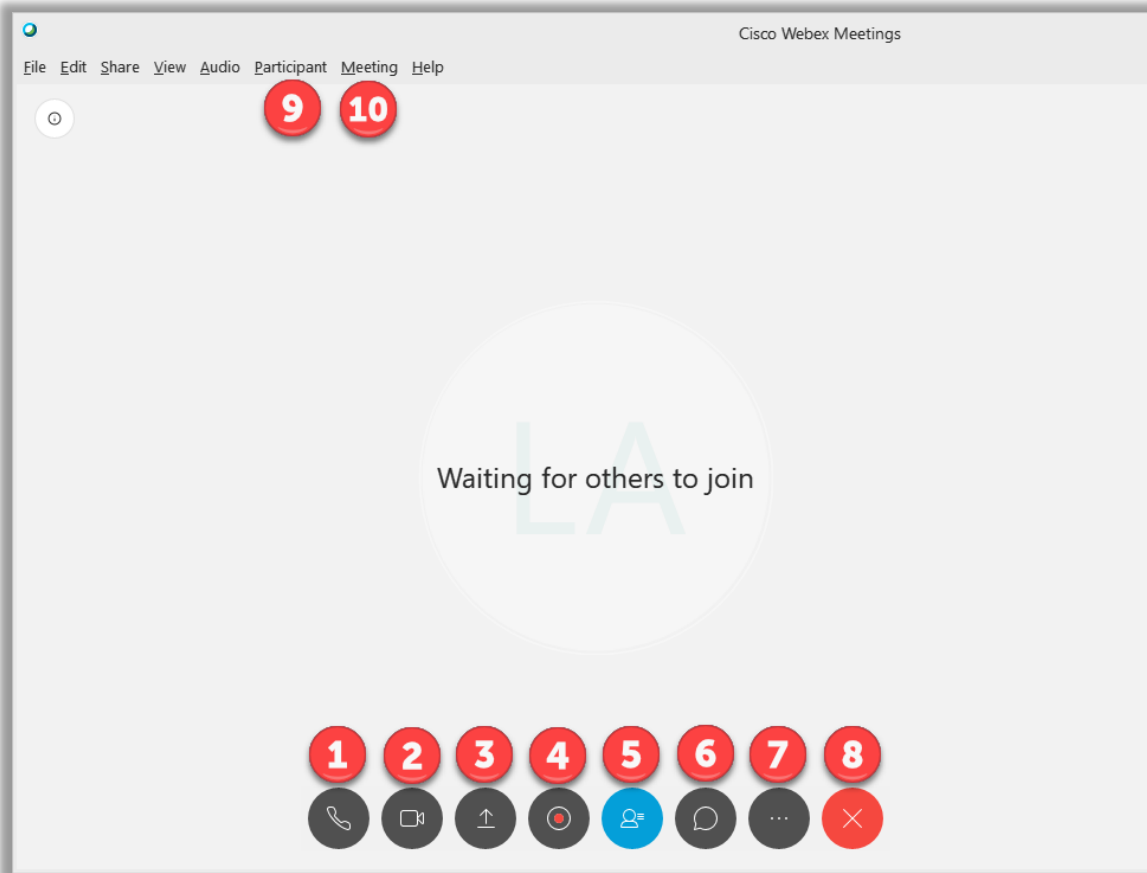 Cisco Webex Meetings
File Edit Share View Audio Participant Meeting Help
9 10
LA
Waiting for others to join
1 2 3 4 5 6 7 8